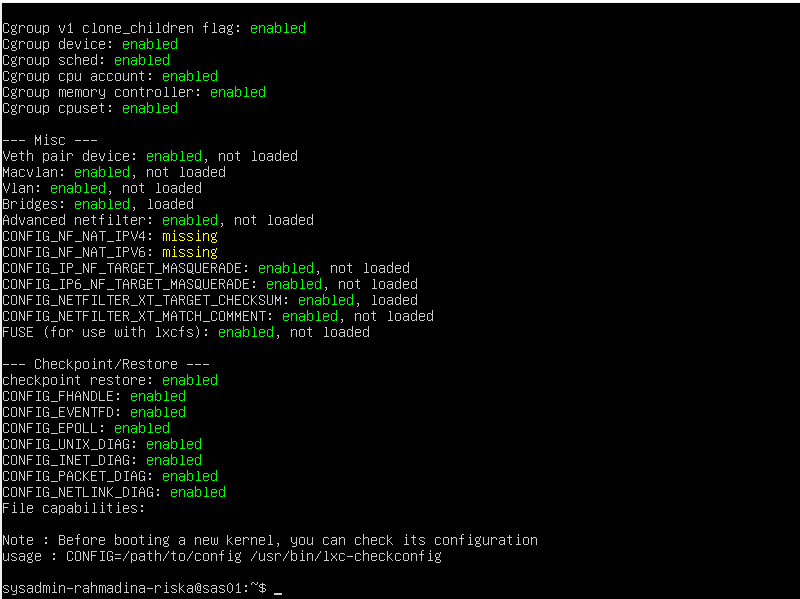 Cgroup v1 clone_children flag: enabled
Cgroup device: enabled
Cgroup sched: enabled
Cgroup cpu account: enabled
Cgroup memory controller: enabled
Cgroup cpuset: enabled
--- Misc ---
Veth pair device: enabled, not loaded
Macvlan: enabled, not loaded
Vlan: enabled, not loaded
Bridges: enabled, loaded
Advanced netfilter: enabled, not loaded
CONFIG_NF_NAT_IPV4: missing
CONFIG_NF_NAT_IPV6: missing
CONFIG_IP_NF_TARGET_MASQUERADE: enabled, not loaded
CONFIG_IP6_NF_TARGET_MASQUERADE: enabled, not loaded
CONFIG_NETFILTER_XT_TARGET_CHECKSUM: enabled, loaded
CONFIG_NETFILTER_XT_MATCH_COMMENT: enabled, not loaded
FUSE (for use with lxcfs): enabled, not loaded
--- Checkpoint/Restore ---
checkpoint restore: enabled
CONFIG_FHANDLE: enabled
CONFIG_EVENTFD: enabled
CONFIG_EPOLL: enabled
CONFIG_UNIX_DIAG: enabled
CONFIG_INET_DIAG: enabled
CONFIG_PACKET_DIAG: enabled
CONFIG_NETLINK_DIAG: enabled
File capabilities:
Note : Before booting a new kernel, you can check its configuration
usage : CONFIG=/path/to/config /usr/bin/lxc-checkconfig
sysadmin-rahmadina-riska@sas01:~$ _